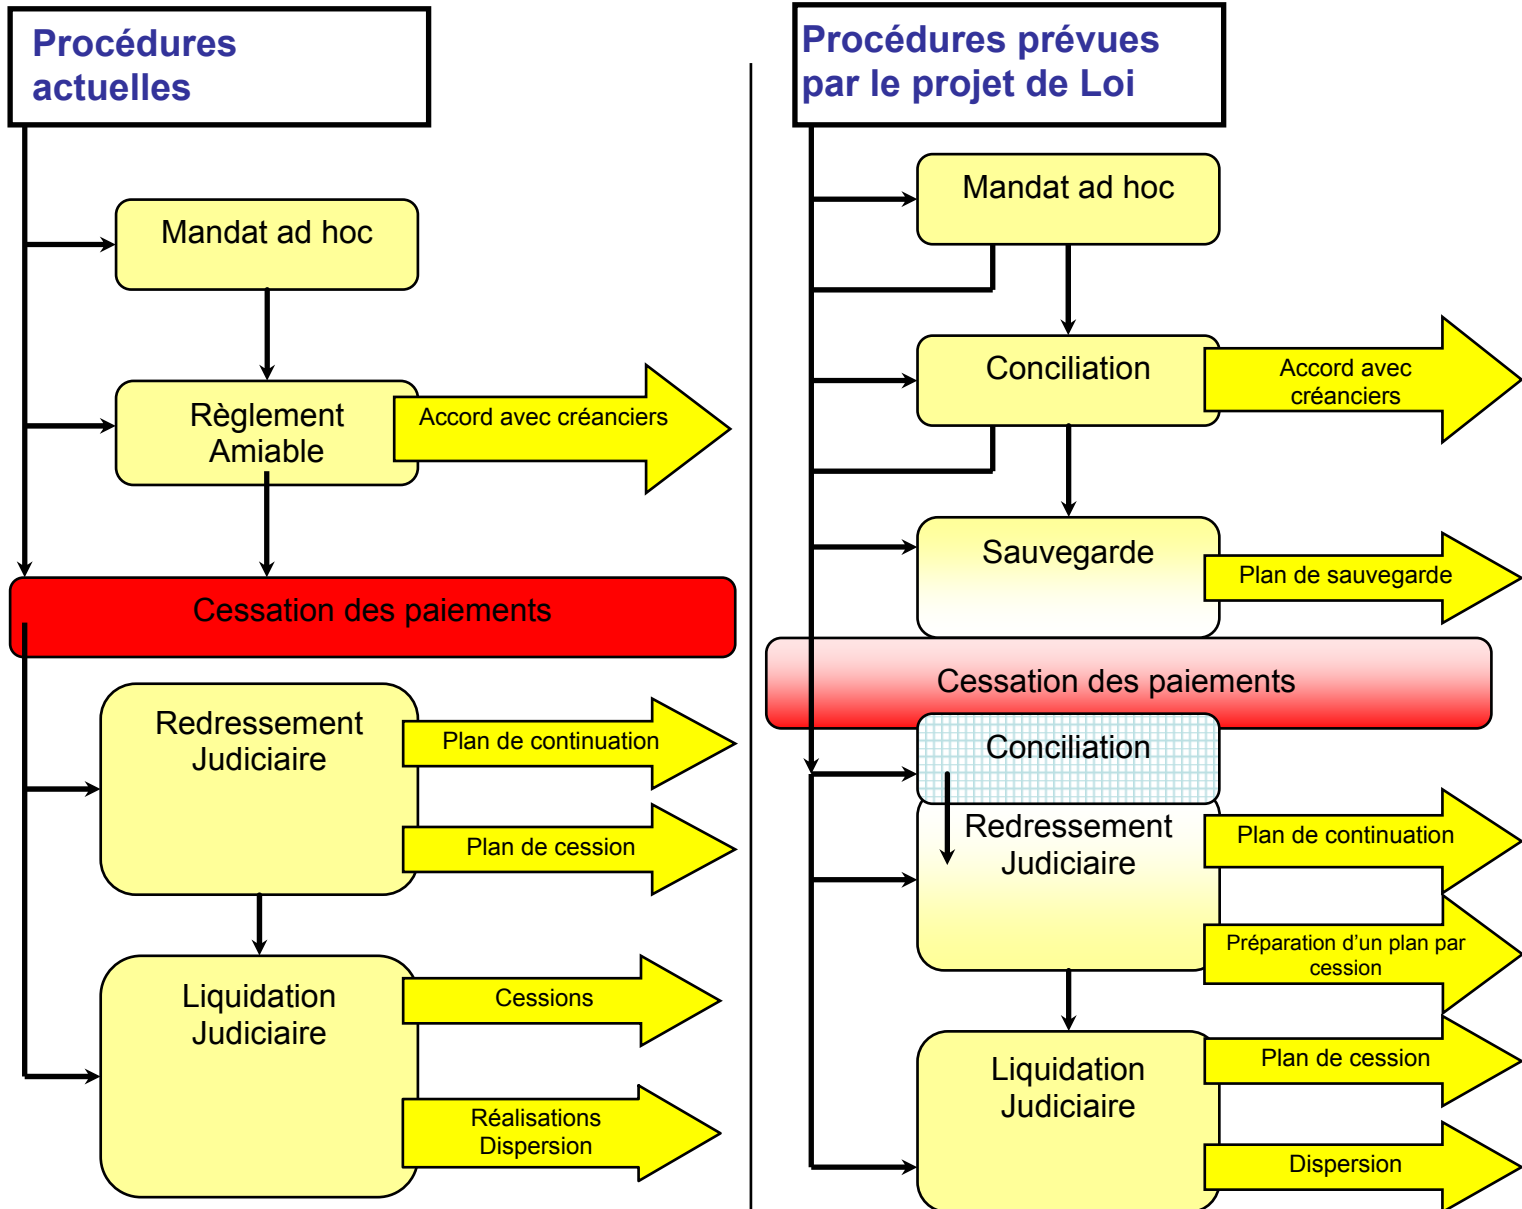 Procédures
actuelles
Mandat ad hoc
Règlement
Amiable
Accord avec créanciers
Cessation des paiements
Redressement
Judiciaire
Plan de continuation
Plan de cession
Liquidation
Judiciaire
Cessions
Réalisations
Dispersion
Procédures prévues
par le projet de Loi
Mandat ad hoc
Conciliation
Accord avec
créanciers
Sauvegarde
Plan de sauvegarde
Cessation des paiements
Conciliation
Redressement
Judiciaire
Plan de continuation
Préparation d’un plan par
cession
Liquidation
Judiciaire
Plan de cession
Dispersion